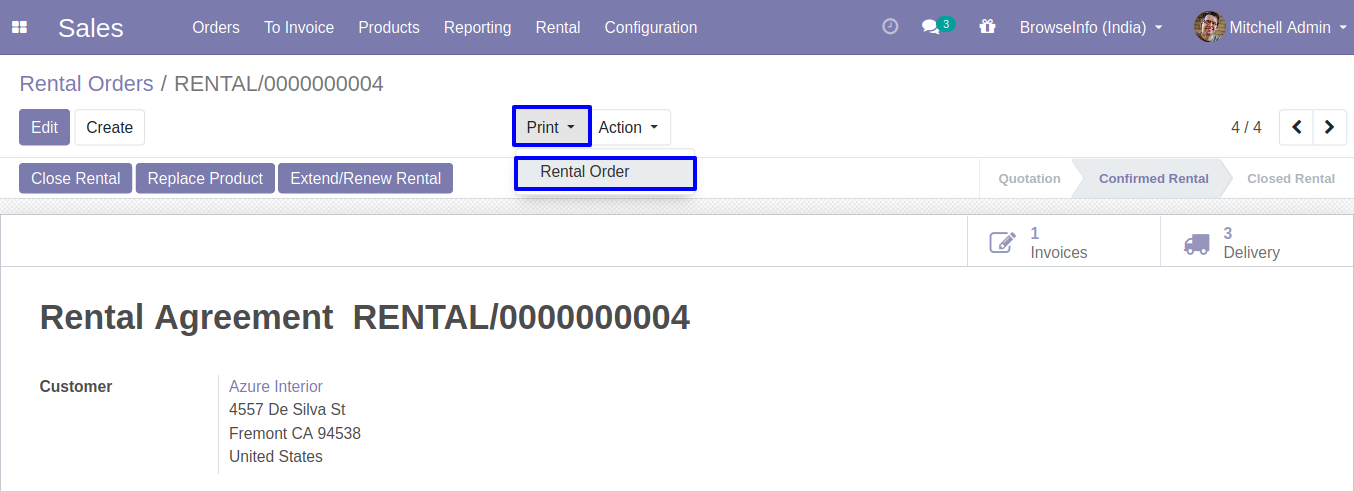 Sales Orders To Invoice Products Reporting Rental Configuration 3 BrowseInfo (India) Mitchell Admin
Rental Orders / RENTAL/0000000004
Edit Create Print Action 4 / 4
Rental Order
Close Rental Replace Product Extend/Renew Rental Quotation Confirmed Rental Closed Rental
1 3
Invoices Delivery
Rental Agreement RENTAL/0000000004
Customer Azure Interior
4557 De Silva St
Fremont CA 94538
United States